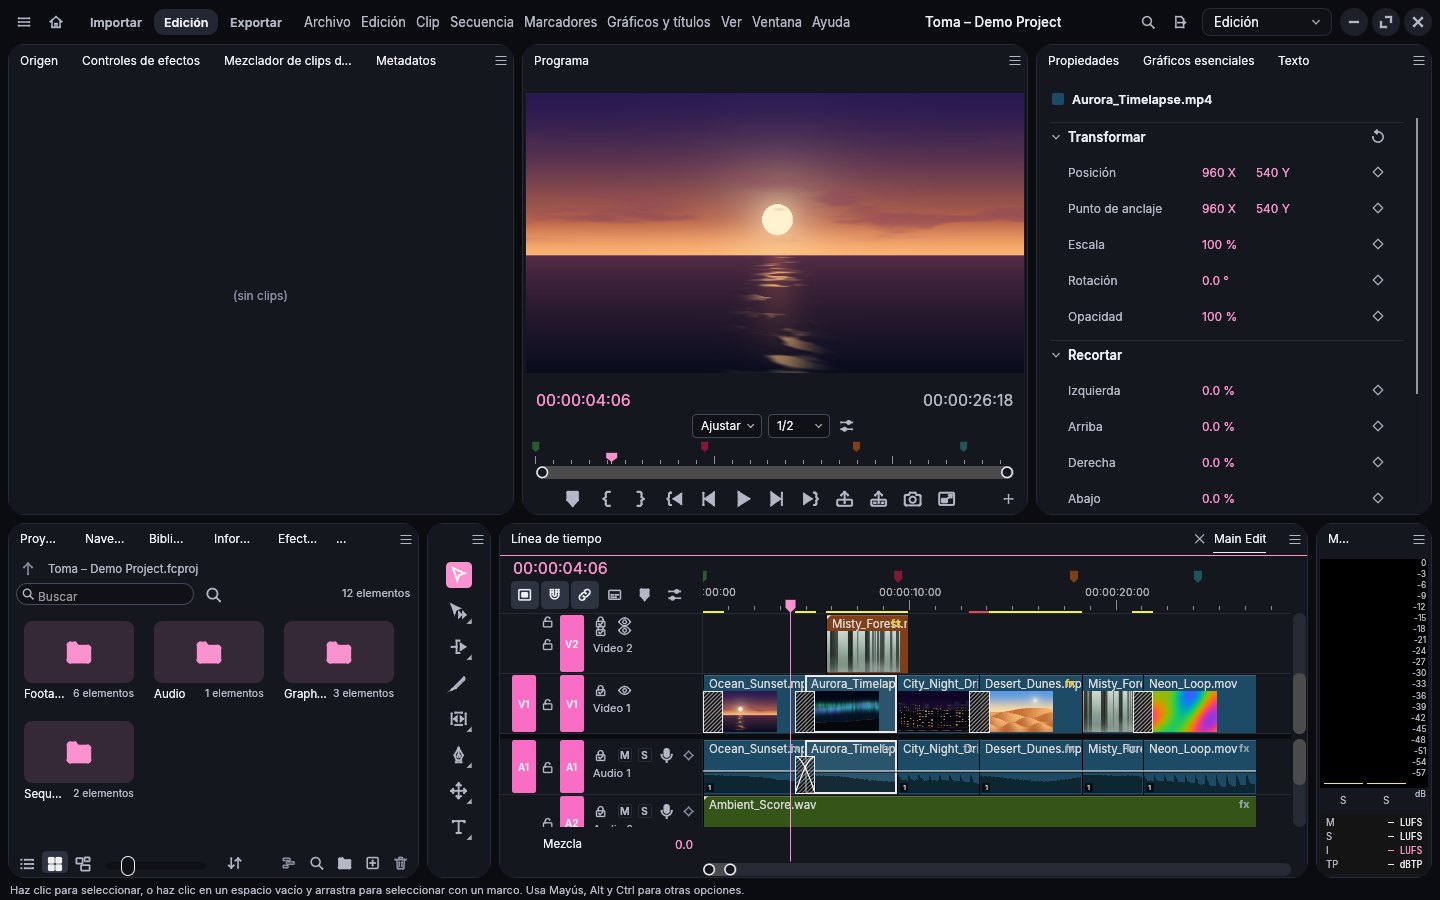 Importar Edición Exportar Archivo Edición Clip Secuencia Marcadores Gráficos y títulos Ver Ventana Ayuda Toma – Demo Project Edición
Origen Controles de efectos Mezclador de clips d... Metadatos
(sin clips)
Programa
00:00:04:06 00:00:26:18
Ajustar 1/2
Propiedades Gráficos esenciales Texto
Aurora_Timelapse.mp4
Transformar
Posición 960 X 540 Y
Punto de anclaje 960 X 540 Y
Escala 100 %
Rotación 0.0 °
Opacidad 100 %
Recortar
Izquierda 0.0 %
Arriba 0.0 %
Derecha 0.0 %
Abajo 0.0 %
Proy... Nave... Bibli... Infor... Efect... ...
Toma – Demo Project.fcproj
Buscar 12 elementos
Foota... 6 elementos Audio 1 elementos Graph... 3 elementos
Sequ... 2 elementos
Línea de tiempo Main Edit
00:00:04:06
:00:00 00:00:10:00 00:00:20:00
V2 Video 2 Misty_Forest.m
V1 V1 Video 1 Ocean_Sunset.mp Aurora_Timelap City_Night_Dri Desert_Dunes.mp fx Misty_Fore Neon_Loop.mov
A1 A1 M S Audio 1 Ocean_Sunset.mp Aurora_Timelap City_Night_Dri Desert_Dunes.mp Misty_Fore Neon_Loop.mov fx
1 1 1 1 1
A2 M S Ambient_Score.wav fx
Mezcla 0.0
M...
0
-3
-6
-9
-12
-15
-18
-21
-24
-27
-30
-33
-36
-39
-42
-45
-48
-51
-54
-57
dB
S S
M – LUFS
S – LUFS
I – LUFS
TP – dBTP
Haz clic para seleccionar, o haz clic en un espacio vacío y arrastra para seleccionar con un marco. Usa Mayús, Alt y Ctrl para otras opciones.